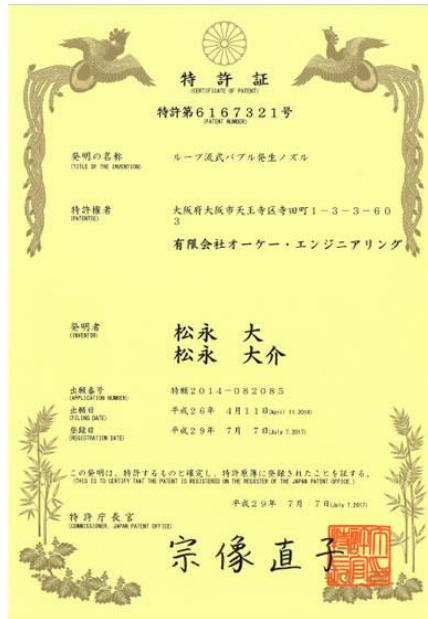 特許証
(CERTIFICATE OF PATENT)
特許第6167321号
(PATENT NUMBER)
発明の名称
(TITLE OF THE INVENTION)
ループ流式バブル発生ノズル
特許権者
(PATENTEE)
大阪府大阪市天王寺区寺田町1-3-3-60
3
有限会社オーケー・エンジニアリング
発明者
(INVENTOR)
松永 大
松永 大介
出願番号
(APPLICATION NUMBER)
特願2014-082085
出願日
(FILING DATE)
平成26年 4月11日(April 11,2014)
登録日
(REGISTRATION DATE)
平成29年 7月 7日(July 7,2017)
この発明は、特許するものと確定し、特許原簿に登録されたことを証する。
(THIS IS TO CERTIFY THAT THE PATENT IS REGISTERED ON THE REGISTER OF THE JAPAN PATENT OFFICE.)
平成29年 7月 7日(July 7,2017)
特許庁長官
(COMMISSIONER, JAPAN PATENT OFFICE)
宗像直子